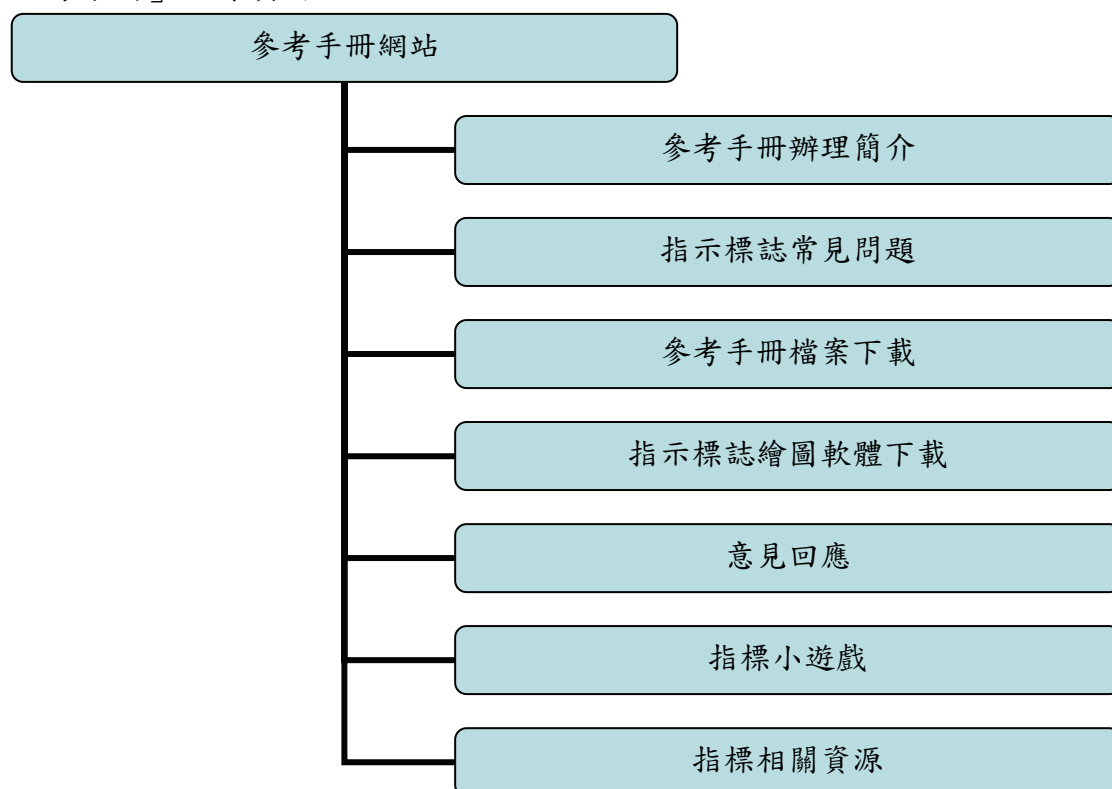 參考手冊網站
參考手冊辦理簡介
指示標誌常見問題
參考手冊檔案下載
指示標誌繪圖軟體下載
意見回應
指標小遊戲
指標相關資源